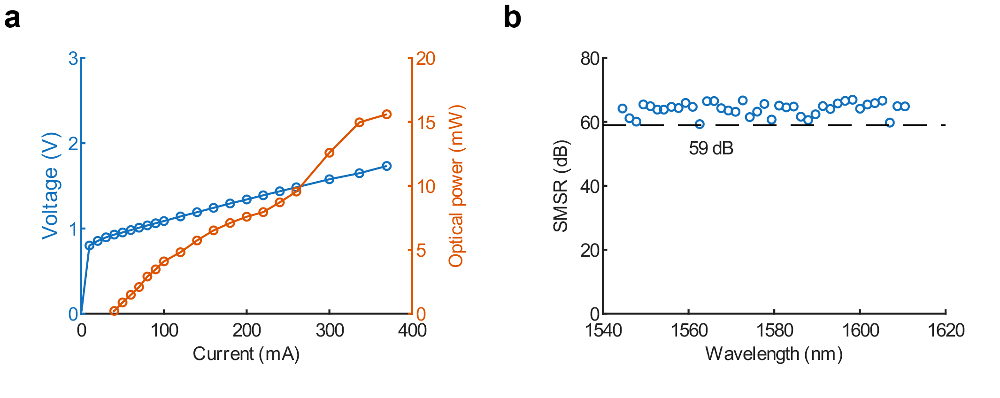 a
b
3
2
1
0
Voltage (V)
20
15
10
5
0
Optical power (mW)
0 100 200 300 400
Current (mA)
80
60
40
20
0
SMSR (dB)
59 dB
1540 1560 1580 1600 1620
Wavelength (nm)